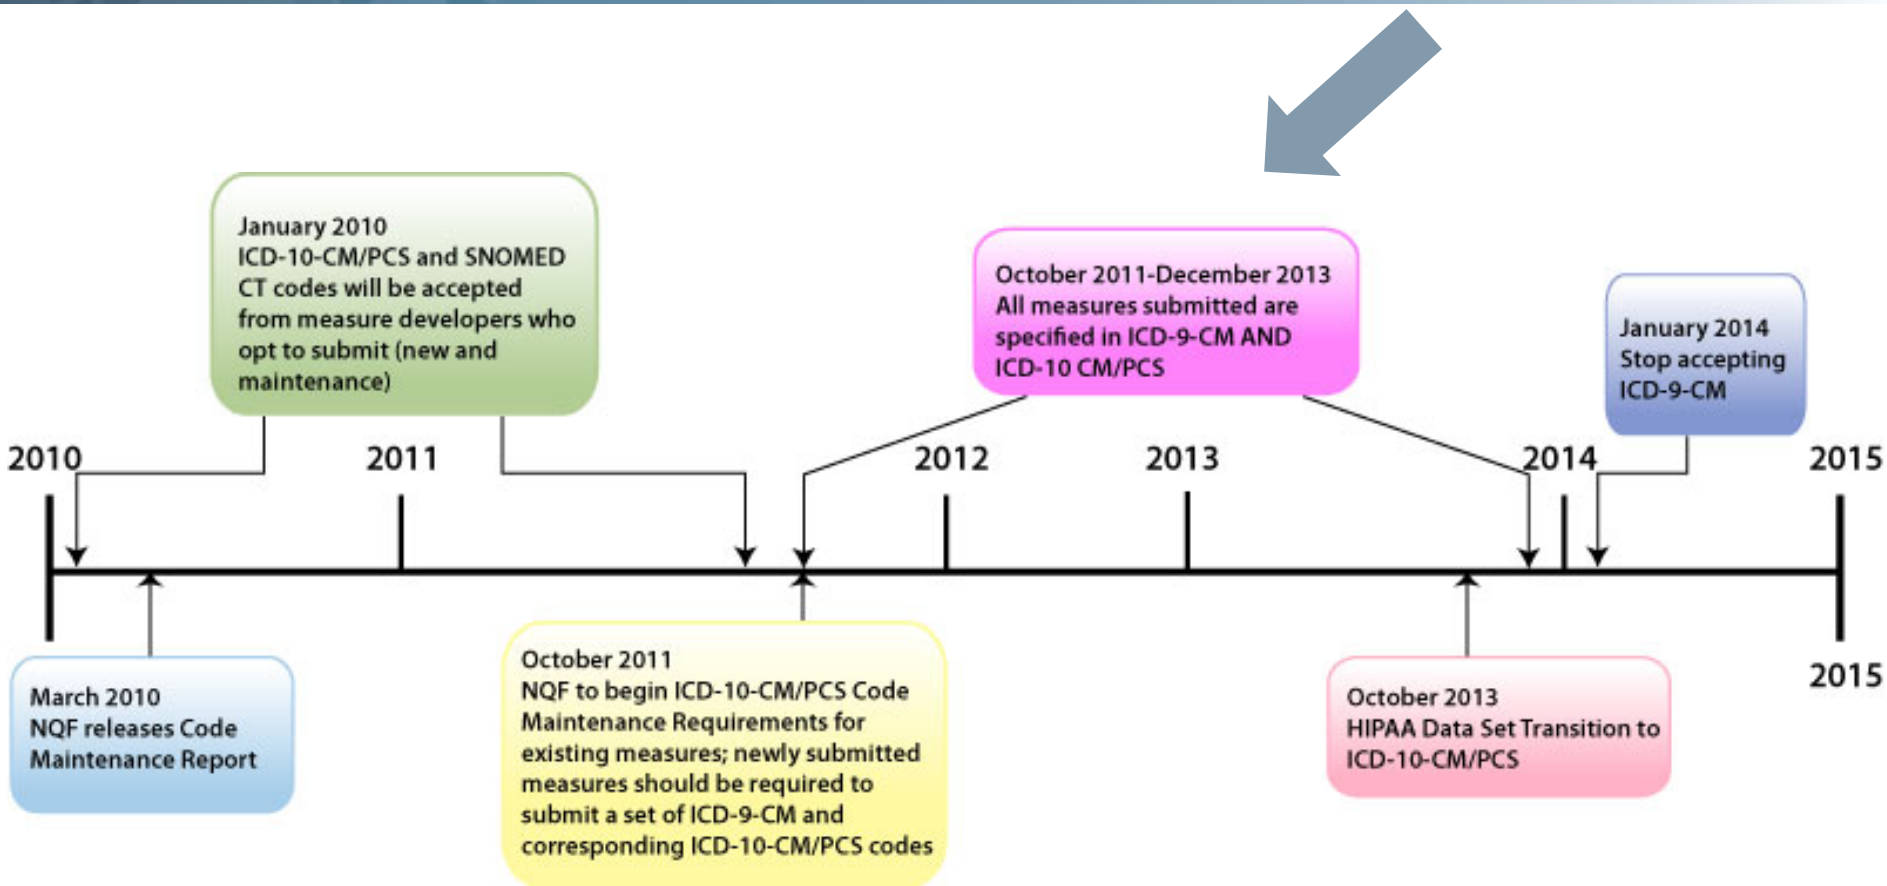 January 2010
ICD-10-CM/PCS and SNOMED
CT codes will be accepted
from measure developers who
opt to submit (new and
maintenance)
October 2011-December 2013
All measures submitted are
specified in ICD-9-CM AND
ICD-10 CM/PCS
January 2014
Stop accepting
ICD-9-CM
2010
2011
2012
2013
2014
2015
March 2010
NQF releases Code
Maintenance Report
October 2011
NQF to begin ICD-10-CM/PCS Code
Maintenance Requirements for
existing measures; newly submitted
measures should be required to
submit a set of ICD-9-CM and
corresponding ICD-10-CM/PCS codes
October 2013
HIPAA Data Set Transition to
ICD-10-CM/PCS
2015